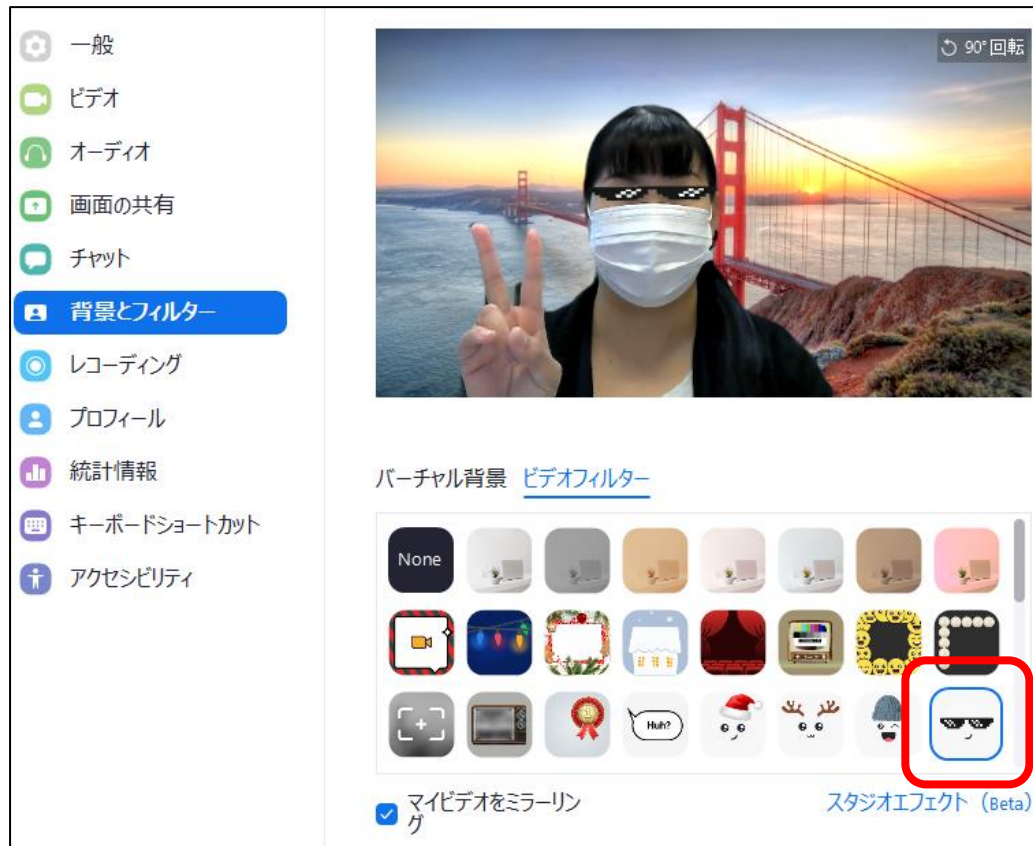 一般
ビデオ
オーディオ
画面の共有
チャット
背景とフィルター
レコーディング
プロフィール
統計情報
キーボードショートカット
アクセシビリティ
90°回転
バーチャル背景 ビデオフィルター
None
Huh?
マイビデオをミラーリン
グ
スタジオエフェクト (Beta)